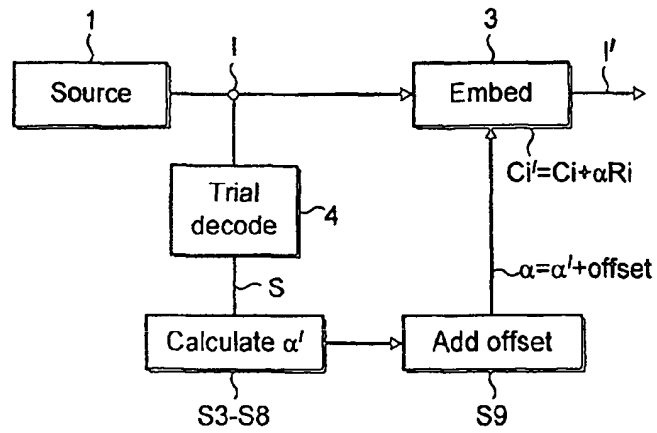 1
I
3
I'
Source
Embed
Ci'=Ci+αRi
Trial
decode
4
S
α=α'+offset
Calculate α'
Add offset
S3-S8
S9